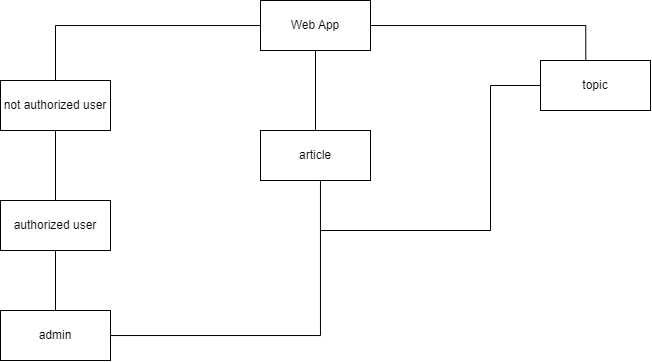 Web App
topic
not authorized user
article
authorized user
admin